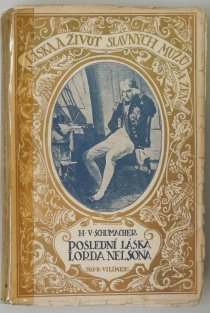 LÁSKA A ŽIVOT SLAVNÝCH MUŽŮ A ŽEN
H·V·SCHUMACHER
POSLEDNÍ LÁSKA
LORDA NELSONA
JOS·R·VILÍMEK